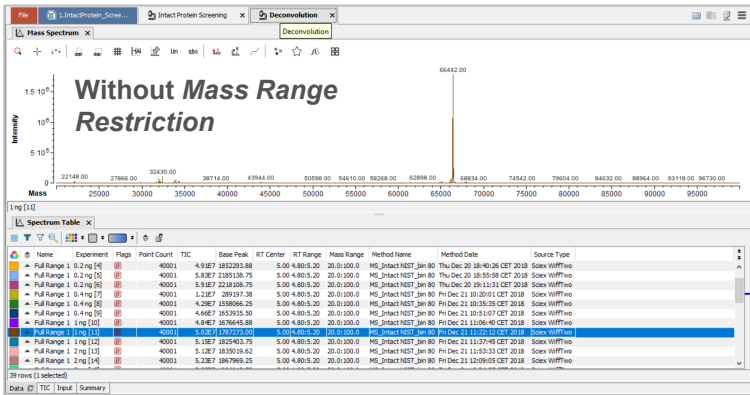 File 1.IntactProtein_Scree... Intact Protein Screening Deconvolution
Mass Spectrum
Deconvolution
lin abc
Without Mass Range
Restriction
66442.00
1.5·10⁶
10⁶
5·10⁵
0
Intensity
22148.00 27866.00 32430.00 38714.00 43944.00 50598.00 54610.00 58268.00 62898.00 68834.00 74542.00 79604.00 84632.00 88964.00 93118.00 96730.00
Mass 25000 30000 35000 40000 45000 50000 55000 60000 65000 70000 75000 80000 85000 90000 95000
1 ng [11]
Spectrum Table
Name Experiment Flags Point Count TIC Base Peak RT Center RT Range Mass Range Method Name Method Date Source Type
Full Range 1 0.2 ng [4] 40001 4.91E7 1852293.88 5.00 4.80:5.20 20.0:100.0 MS_Intact NIST_bin 80 Thu Dec 20 18:40:26 CET 2018 Sciex WiffTwo
Full Range 1 0.2 ng [5] 40001 5.83E7 2185138.75 5.00 4.80:5.20 20.0:100.0 MS_Intact NIST_bin 80 Thu Dec 20 18:55:58 CET 2018 Sciex WiffTwo
Full Range 1 0.2 ng [6] 40001 5.91E7 2218108.75 5.00 4.80:5.20 20.0:100.0 MS_Intact NIST_bin 80 Thu Dec 20 19:11:31 CET 2018 Sciex WiffTwo
Full Range 1 0.4 ng [7] 40001 1.21E7 289197.38 5.00 4.80:5.20 20.0:100.0 MS_Intact NIST_bin 80 Fri Dec 21 10:20:01 CET 2018 Sciex WiffTwo
Full Range 1 0.4 ng [8] 40001 4.29E7 1558066.25 5.00 4.80:5.20 20.0:100.0 MS_Intact NIST_bin 80 Fri Dec 21 10:35:35 CET 2018 Sciex WiffTwo
Full Range 1 0.4 ng [9] 40001 4.66E7 1653935.50 5.00 4.80:5.20 20.0:100.0 MS_Intact NIST_bin 80 Fri Dec 21 10:51:07 CET 2018 Sciex WiffTwo
Full Range 1 1 ng [10] 40001 4.84E7 1676645.88 5.00 4.80:5.20 20.0:100.0 MS_Intact NIST_bin 80 Fri Dec 21 11:06:40 CET 2018 Sciex WiffTwo
Full Range 1 1 ng [11] 40001 5.02E7 1787273.00 5.00 4.80:5.20 20.0:100.0 MS_Intact NIST_bin 80 Fri Dec 21 11:22:12 CET 2018 Sciex WiffTwo
Full Range 1 1 ng [12] 40001 5.15E7 1825403.75 5.00 4.80:5.20 20.0:100.0 MS_Intact NIST_bin 80 Fri Dec 21 11:37:45 CET 2018 Sciex WiffTwo
Full Range 1 2 ng [13] 40001 5.12E7 1835019.62 5.00 4.80:5.20 20.0:100.0 MS_Intact NIST_bin 80 Fri Dec 21 11:53:33 CET 2018 Sciex WiffTwo
Full Range 1 2 ng [14] 40001 5.23E7 1867969.25 5.00 4.80:5.20 20.0:100.0 MS_Intact NIST_bin 80 Fri Dec 21 12:09:05 CET 2018 Sciex WiffTwo
39 rows (1 selected)
Data TIC Input Summary